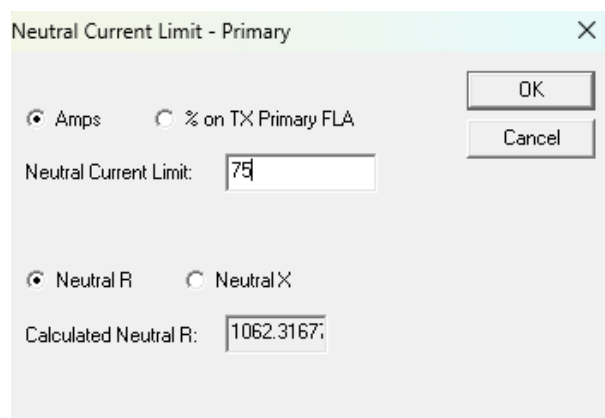 Neutral Current Limit - Primary
OK
Amps % on TX Primary FLA
Cancel
Neutral Current Limit: 75
Neutral R Neutral X
Calculated Neutral R: 1062.31677